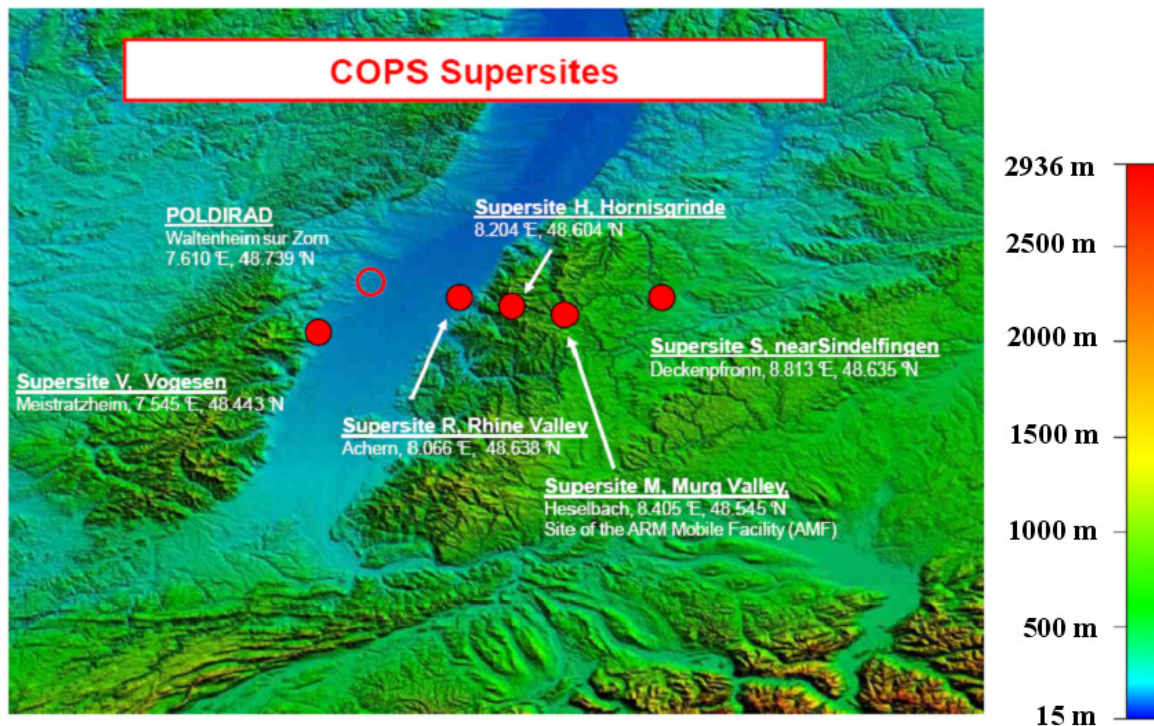 COPS Supersites
POLDIRAD
Waltenheim sur Zorn
7.610 °E, 48.739 °N
Supersite H, Hornisgrinde
8.204 °E, 48.604 °N
Supersite V,  Vogesen
Meistratzheim, 7.545 °E, 48.443 °N
Supersite R, Rhine Valley
Achern, 8.066 °E,  48.638 °N
Supersite S, nearSindelfingen
Deckenpfronn, 8.813 °E, 48.635 °N
Supersite M, Murg Valley,
Heselbach, 8.405 °E, 48.545 °N
Site of the ARM Mobile Facility (AMF)
2936 m
2500 m
2000 m
1500 m
1000 m
500 m
15 m